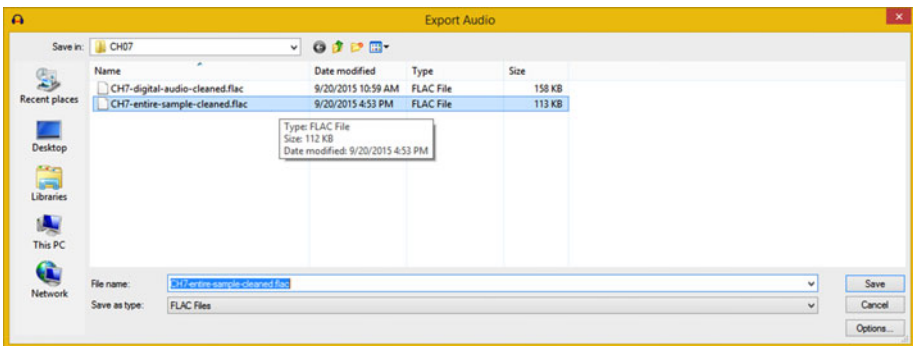 Export Audio
Save in: CH07
Name Date modified Type Size
CH7-digital-audio-cleaned.flac 9/20/2015 10:59 AM FLAC File 158 KB
CH7-entire-sample-cleaned.flac 9/20/2015 4:53 PM FLAC File 113 KB
Type: FLAC File
Size: 112 KB
Date modified: 9/20/2015 4:53 PM
Recent places
Desktop
Libraries
This PC
Network
File name: CH7-entire-sample-cleaned.flac Save
Save as type: FLAC Files Cancel
Options...